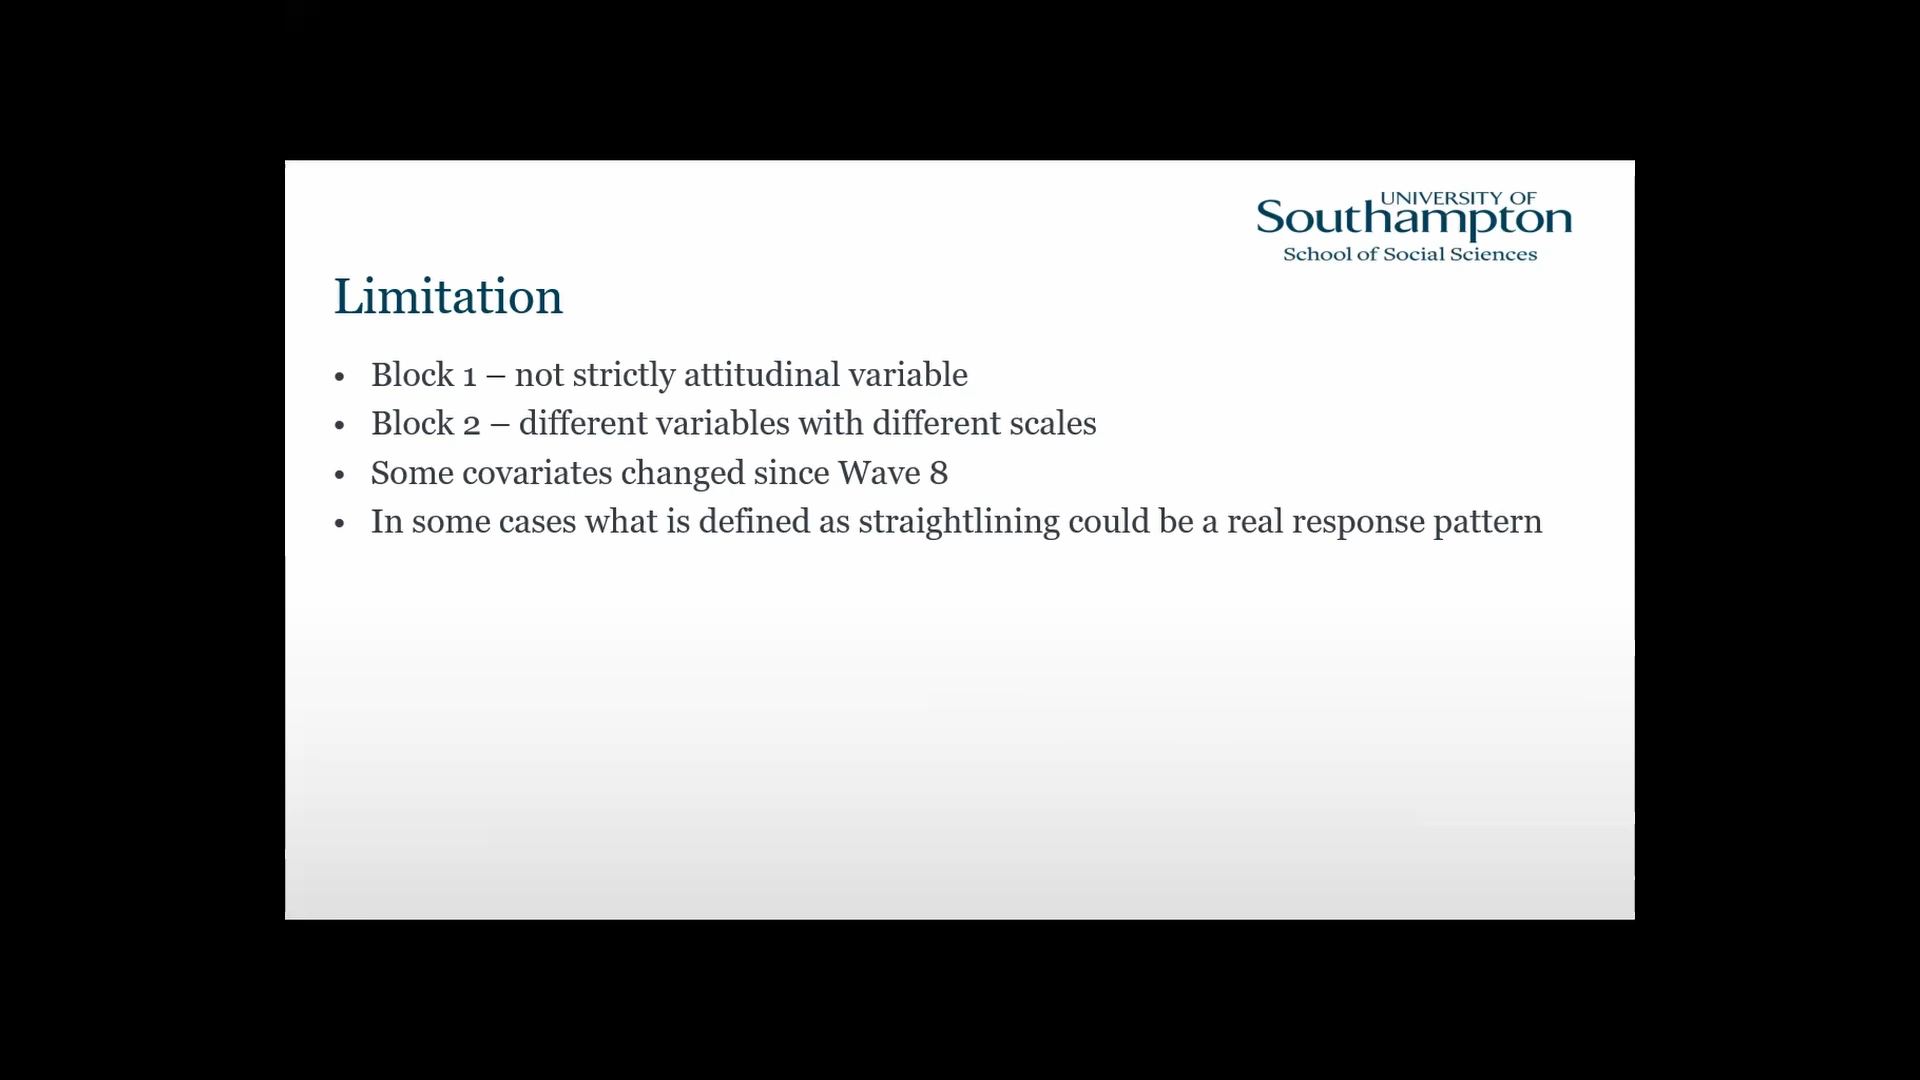 UNIVERSITY OF
Southampton
School of Social Sciences
Limitation
• Block 1 – not strictly attitudinal variable
• Block 2 – different variables with different scales
• Some covariates changed since Wave 8
• In some cases what is defined as straightlining could be a real response pattern